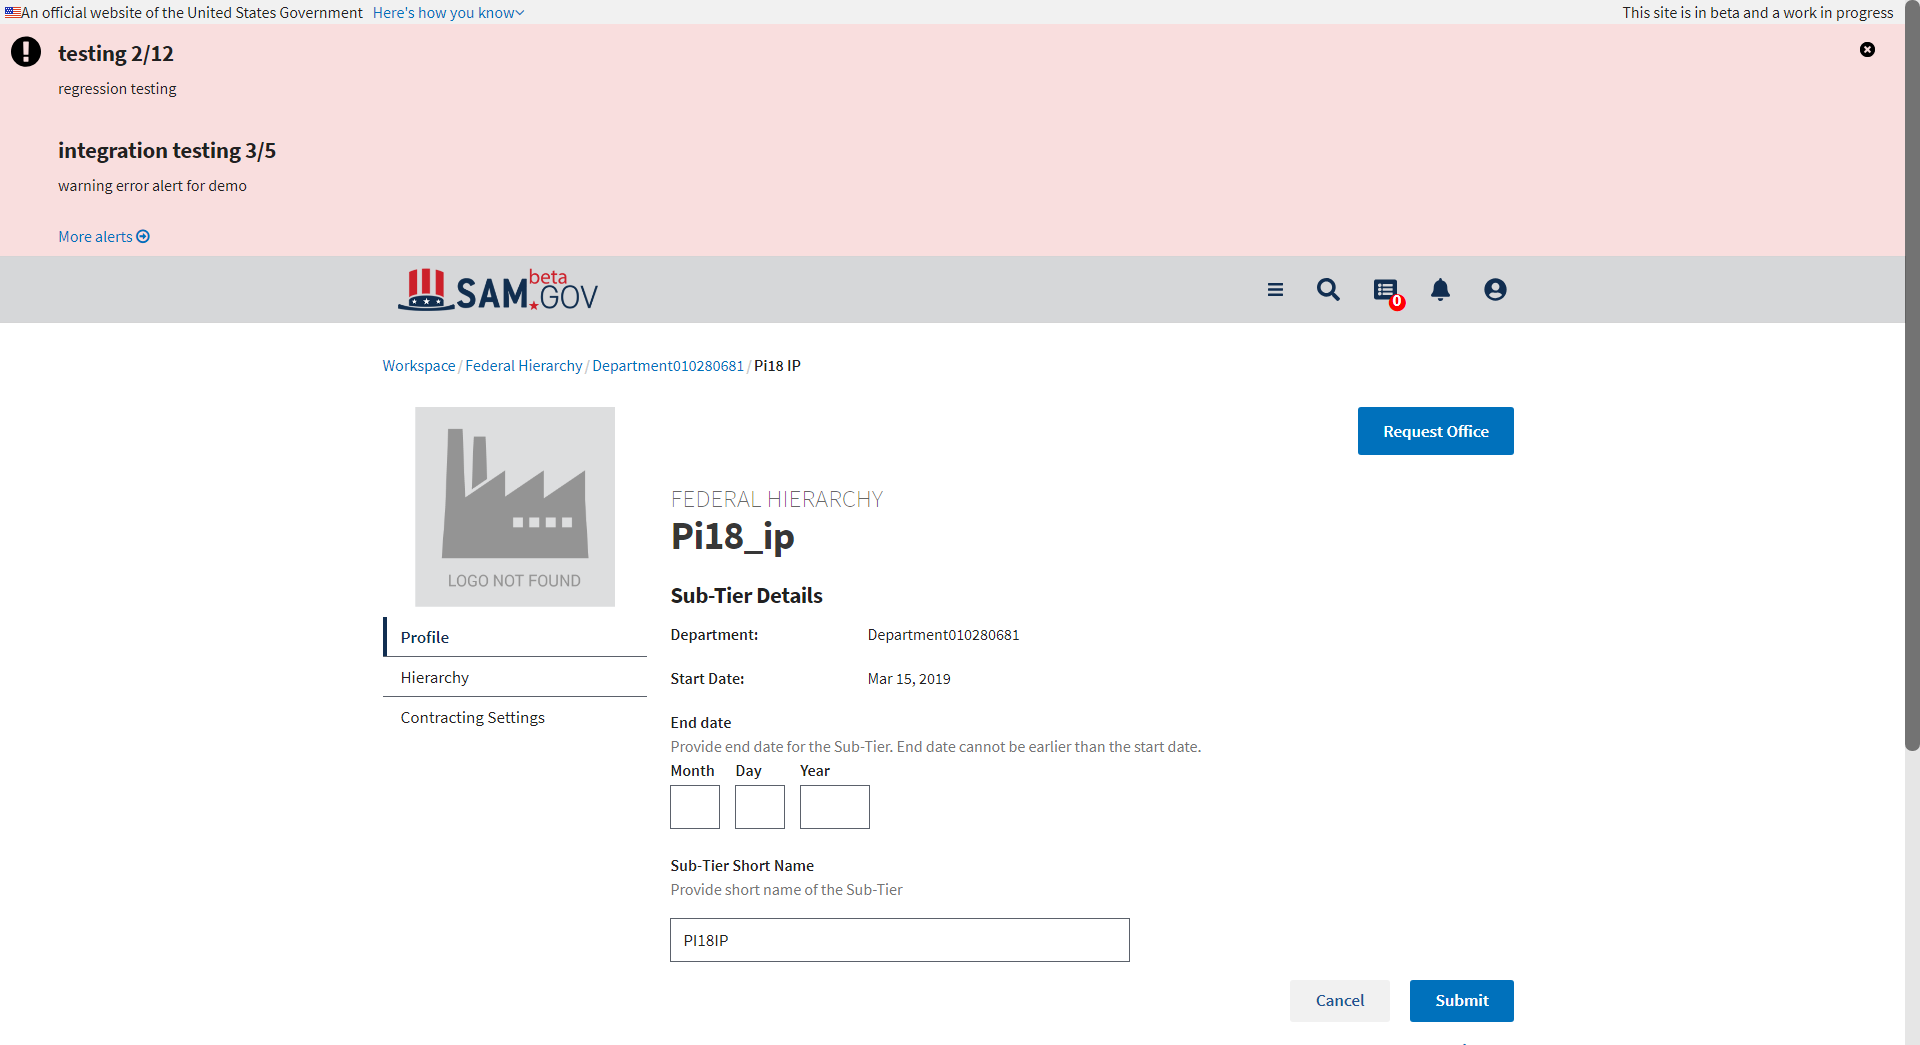 An official website of the United States Government Here's how you know
This site is in beta and a work in progress
testing 2/12
regression testing
integration testing 3/5
warning error alert for demo
More alerts
SAM.GOV beta
0
Workspace / Federal Hierarchy / Department010280681 / Pi18 IP
LOGO NOT FOUND
Request Office
FEDERAL HIERARCHY
Pi18_ip
Profile
Hierarchy
Contracting Settings
Sub-Tier Details
Department: Department010280681
Start Date: Mar 15, 2019
End date
Provide end date for the Sub-Tier. End date cannot be earlier than the start date.
Month Day Year
Sub-Tier Short Name
Provide short name of the Sub-Tier
PI18IP
Cancel Submit